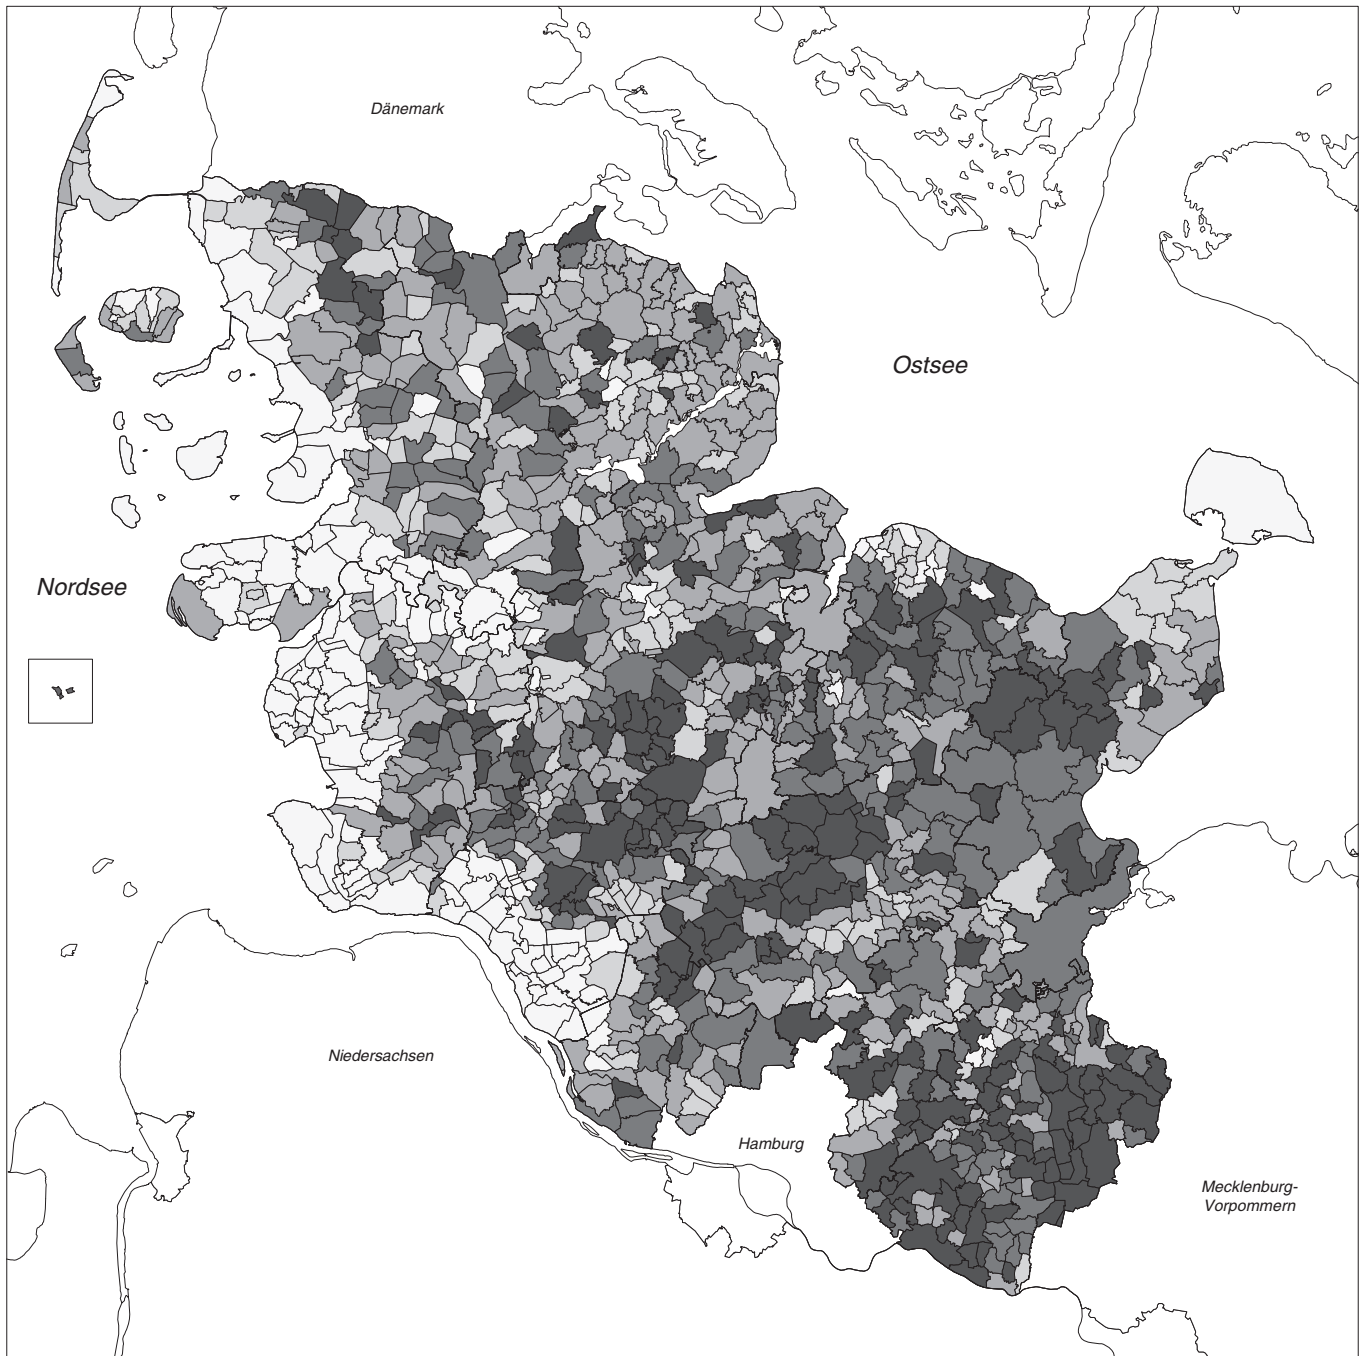 Dänemark
Ostsee
Nordsee
Niedersachsen
Hamburg
Mecklenburg-
Vorpommern